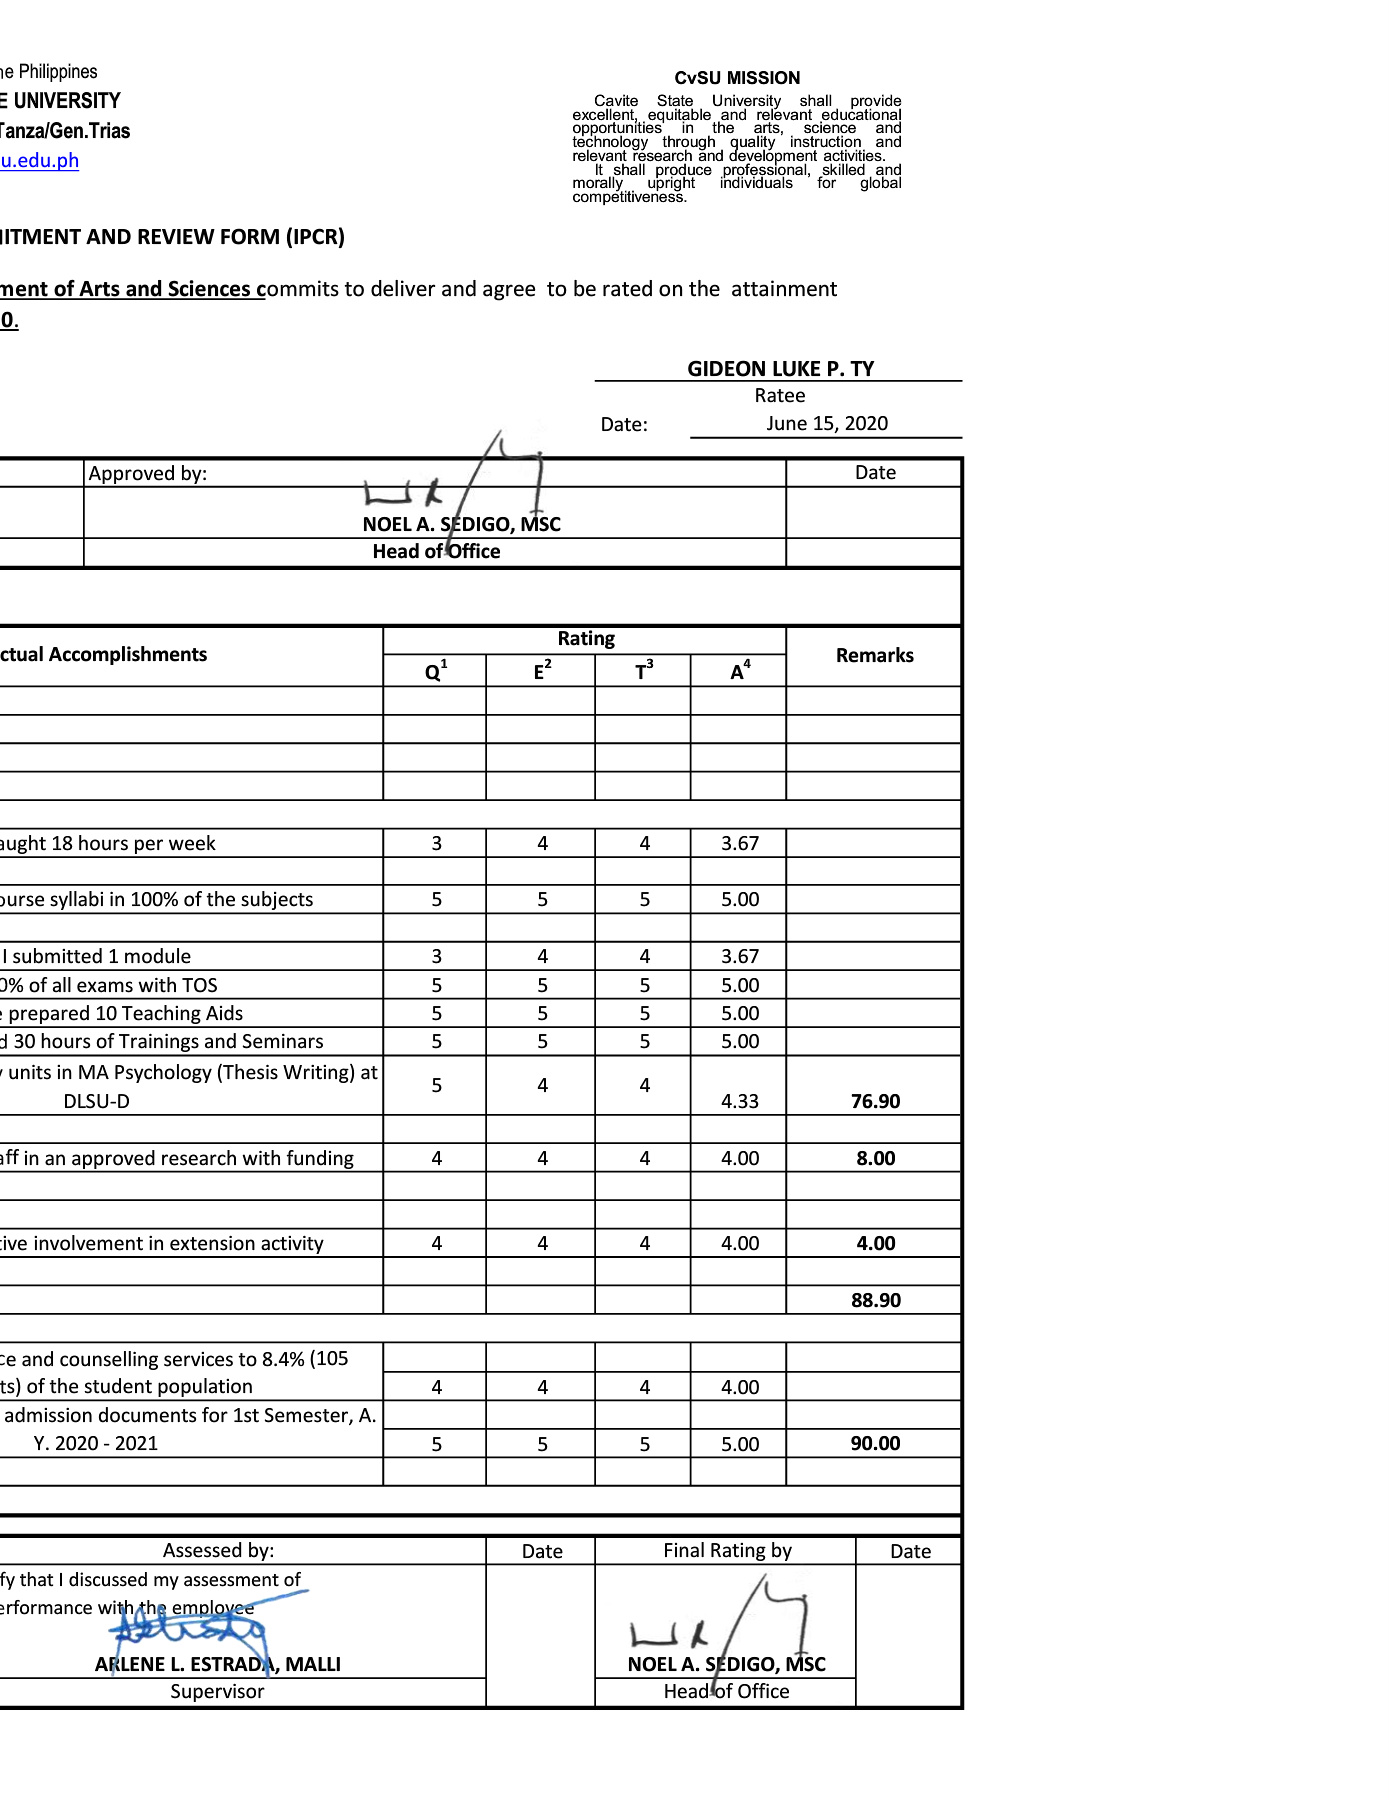 ne Philippines
E UNIVERSITY
Tanza/Gen.Trias
u.edu.ph
CvSU MISSION
Cavite State University shall provide
excellent, equitable and relevant educational
opportunities in the arts, science and
technology through quality instruction and
relevant research and development activities.
It shall produce professional, skilled and
morally upright individuals for global
competitiveness.
IITMENT AND REVIEW FORM (IPCR)
ment of Arts and Sciences commits to deliver and agree to be rated on the attainment
0.
GIDEON LUKE P. TY
Ratee
Date: June 15, 2020
Approved by: Date
NOEL A. SEDIGO, MSC
Head of Office
ctual Accomplishments Rating Remarks
Q1 E2 T3 A4
aught 18 hours per week 3 4 4 3.67
ourse syllabi in 100% of the subjects 5 5 5 5.00
I submitted 1 module 3 4 4 3.67
0% of all exams with TOS 5 5 5 5.00
e prepared 10 Teaching Aids 5 5 5 5.00
d 30 hours of Trainings and Seminars 5 5 5 5.00
y units in MA Psychology (Thesis Writing) at
DLSU-D 5 4 4 4.33 76.90
aff in an approved research with funding 4 4 4 4.00 8.00
tive involvement in extension activity 4 4 4 4.00 4.00
88.90
ce and counselling services to 8.4% (105
ts) of the student population 4 4 4 4.00
admission documents for 1st Semester, A.
Y. 2020 - 2021 5 5 5 5.00 90.00
Assessed by: Date Final Rating by Date
fy that I discussed my assessment of
erformance with the employee
ARLENE L. ESTRADA, MALLI NOEL A. SEDIGO, MSC
Supervisor Head of Office